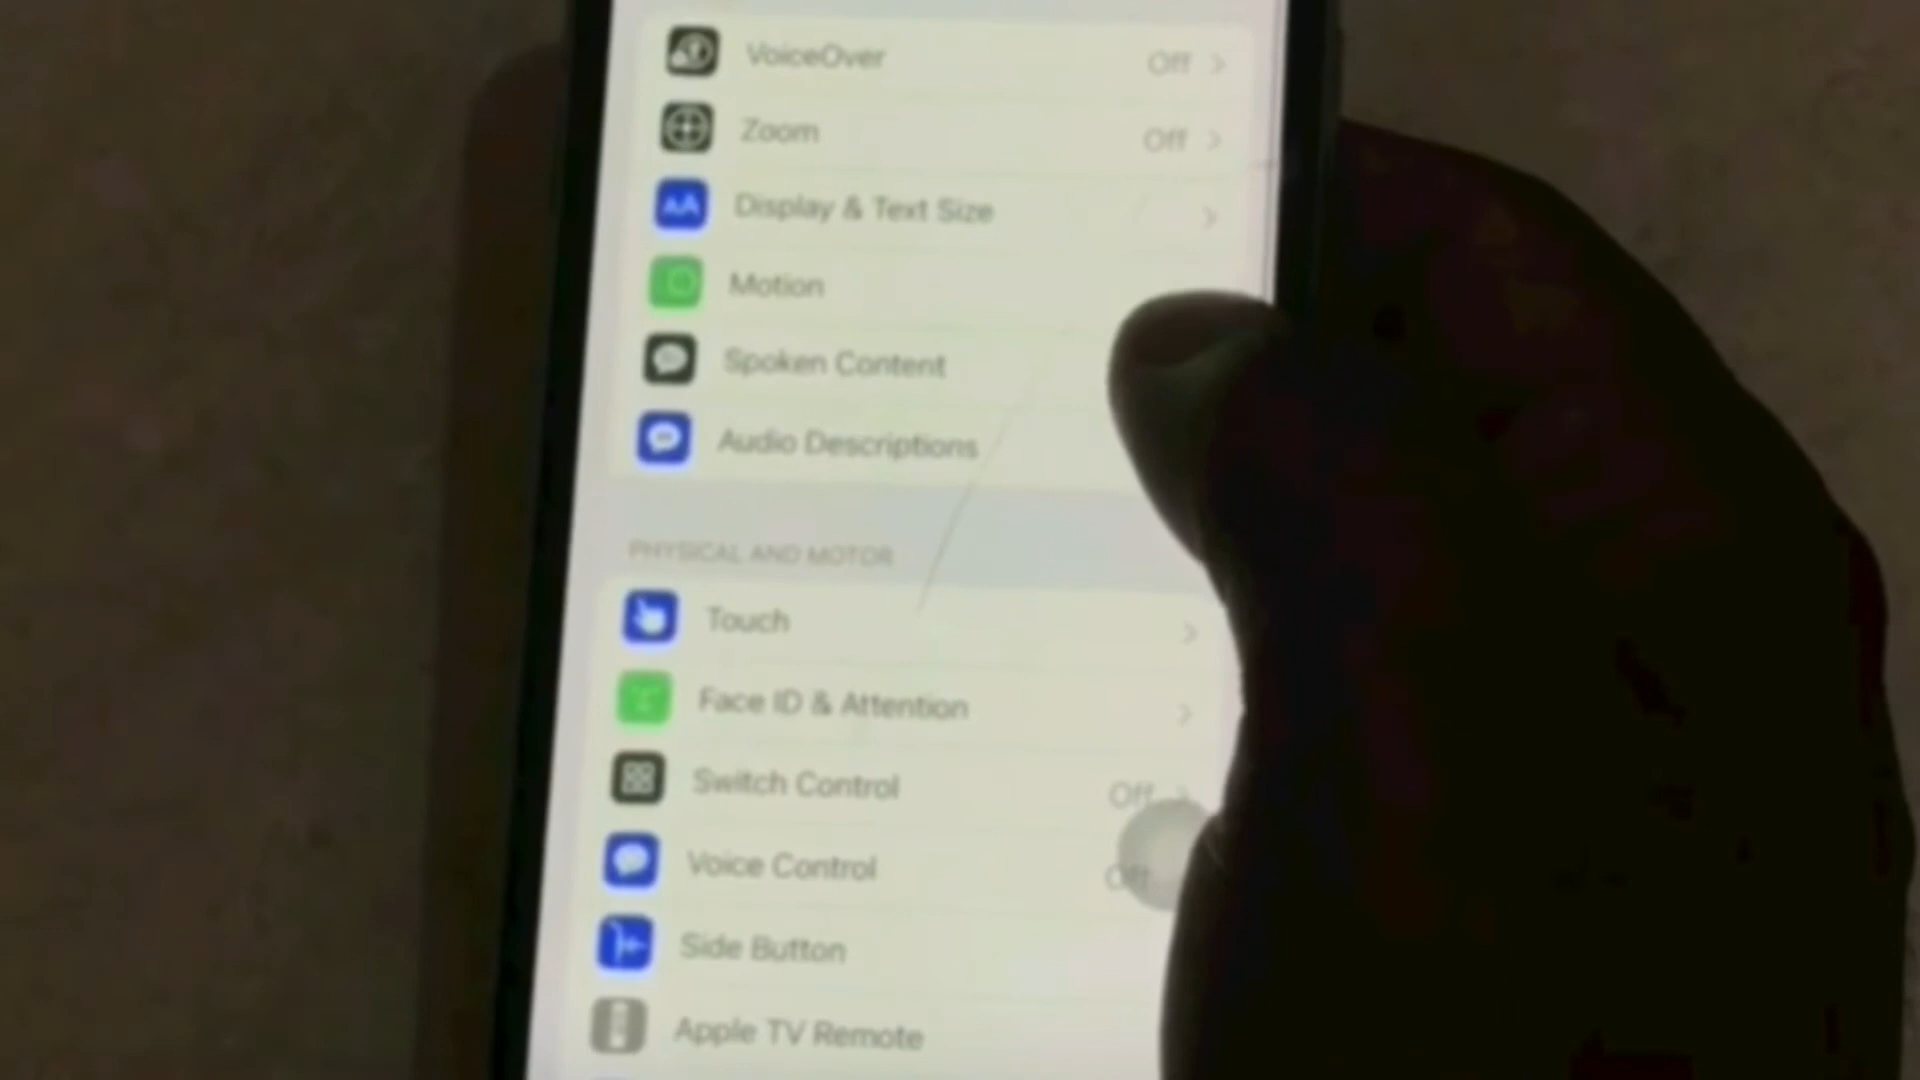 VoiceOver Off
Zoom Off
Display & Text Size
Motion
Spoken Content
Audio Descriptions
PHYSICAL AND MOTOR
Touch
Face ID & Attention
Switch Control Off
Voice Control Off
Side Button
Apple TV Remote